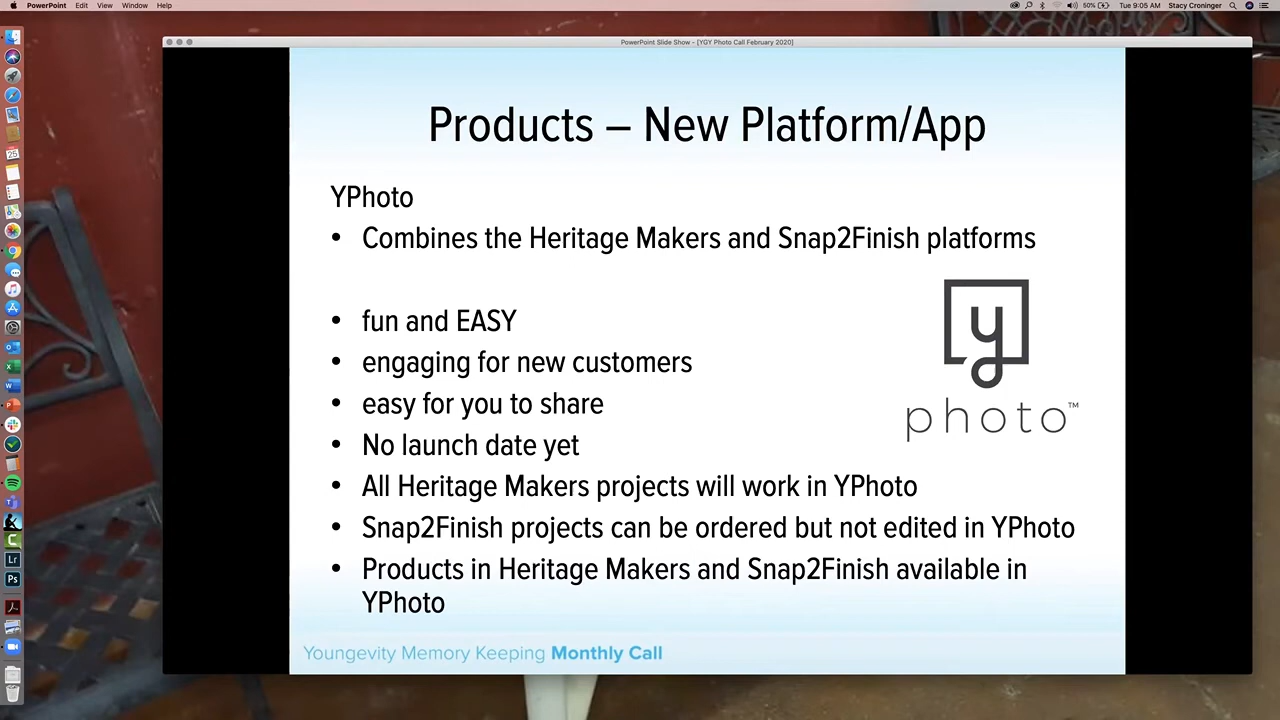 PowerPoint Edit View Window Help
50% Tue 9:05 AM Stacy Croninger
PowerPoint Slide Show - [YGY Photo Call February 2020]
Products – New Platform/App
YPhoto
• Combines the Heritage Makers and Snap2Finish platforms
• fun and EASY
• engaging for new customers
• easy for you to share
• No launch date yet
• All Heritage Makers projects will work in YPhoto
• Snap2Finish projects can be ordered but not edited in YPhoto
• Products in Heritage Makers and Snap2Finish available in
YPhoto
y
photo™
Youngevity Memory Keeping Monthly Call
25
Lr
Ps